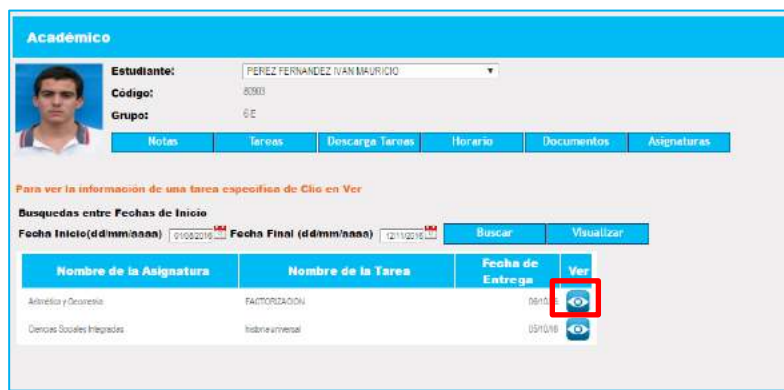 Académico
Estudiante: PEREZ FERNANDEZ IVAN MAURICIO
Código: 80903
Grupo: 6E
Notas Tareas Descarga Tareas Horario Documentos Asignaturas
Para ver la información de una tarea especifica de Clic en Ver
Busquedas entre Fechas de Inicio
Fecha Inicio(dd/mm/aaaa) 01/08/2016 Fecha Final (dd/mm/aaaa) 12/11/2016 Buscar Visualizar
Nombre de la Asignatura Nombre de la Tarea Fecha de Entrega Ver
Aritmética y Geometría FACTORIZACION
Ciencias Sociales Integradas historia universal 05/10/16